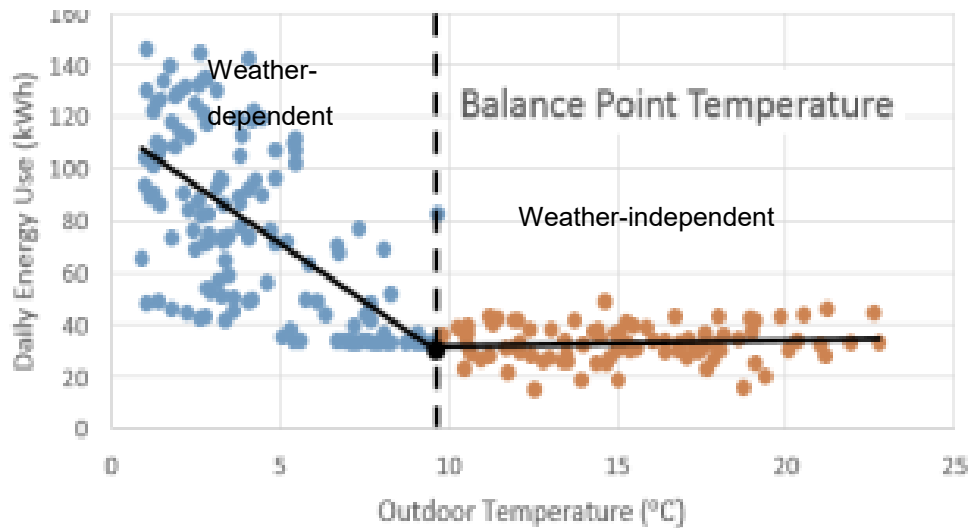 160
140
120
100
80
60
40
20
0
Daily Energy Use (kWh)
Weather-
dependent
Balance Point Temperature
Weather-independent
0 5 10 15 20 25
Outdoor Temperature (°C)